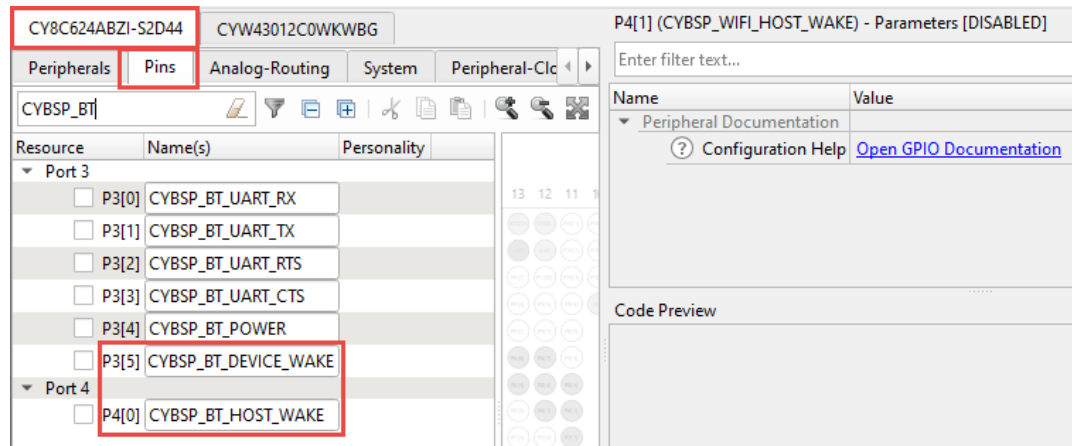 CY8C624ABZI-S2D44 CYW43012C0WKWBG
Peripherals Pins Analog-Routing System Peripheral-Clo
CYBSP_BT
Resource Name(s) Personality
Port 3
P3[0] CYBSP_BT_UART_RX
P3[1] CYBSP_BT_UART_TX
P3[2] CYBSP_BT_UART_RTS
P3[3] CYBSP_BT_UART_CTS
P3[4] CYBSP_BT_POWER
P3[5] CYBSP_BT_DEVICE_WAKE
Port 4
P4[0] CYBSP_BT_HOST_WAKE
13 12 11
P4[1] (CYBSP_WIFI_HOST_WAKE) - Parameters [DISABLED]
Enter filter text...
Name Value
Peripheral Documentation
? Configuration Help Open GPIO Documentation
Code Preview